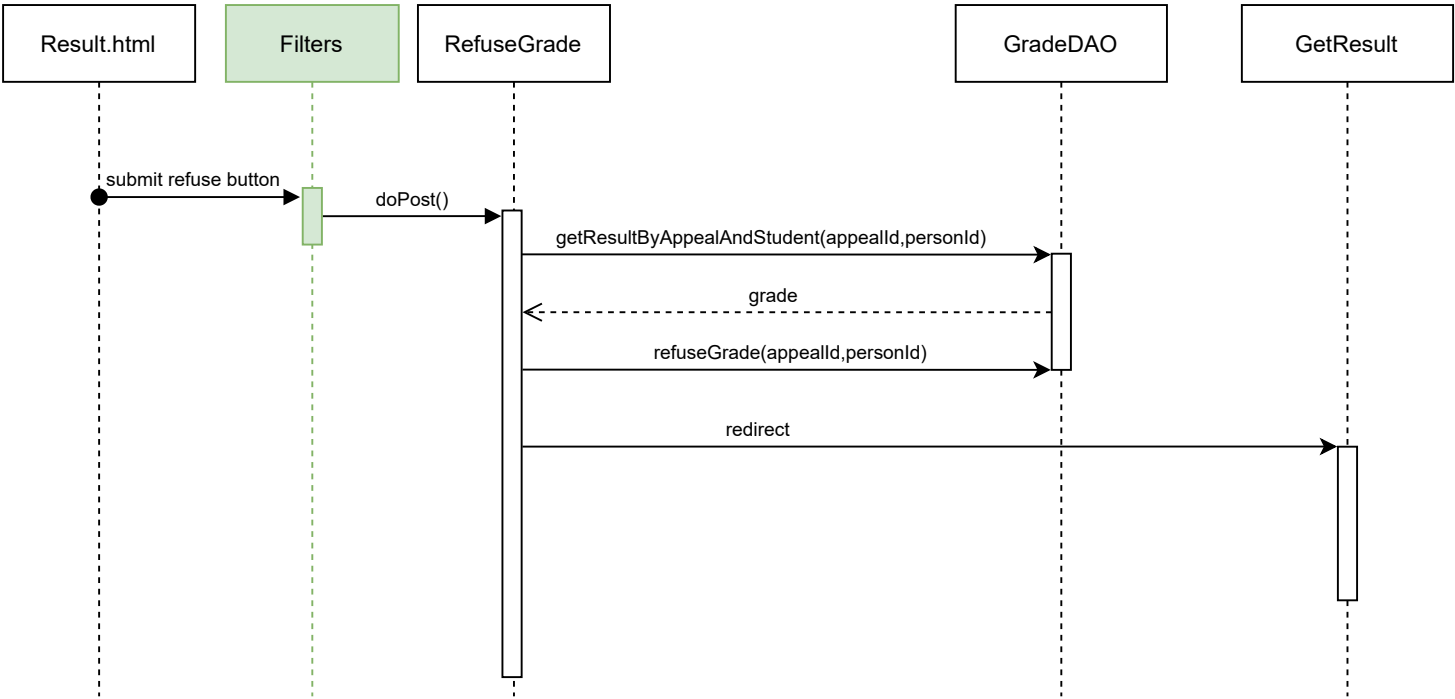 Result.html
Filters
RefuseGrade
GradeDAO
GetResult
submit refuse button
doPost()
getResultByAppealAndStudent(appealId,personId)
grade
refuseGrade(appealId,personId)
redirect